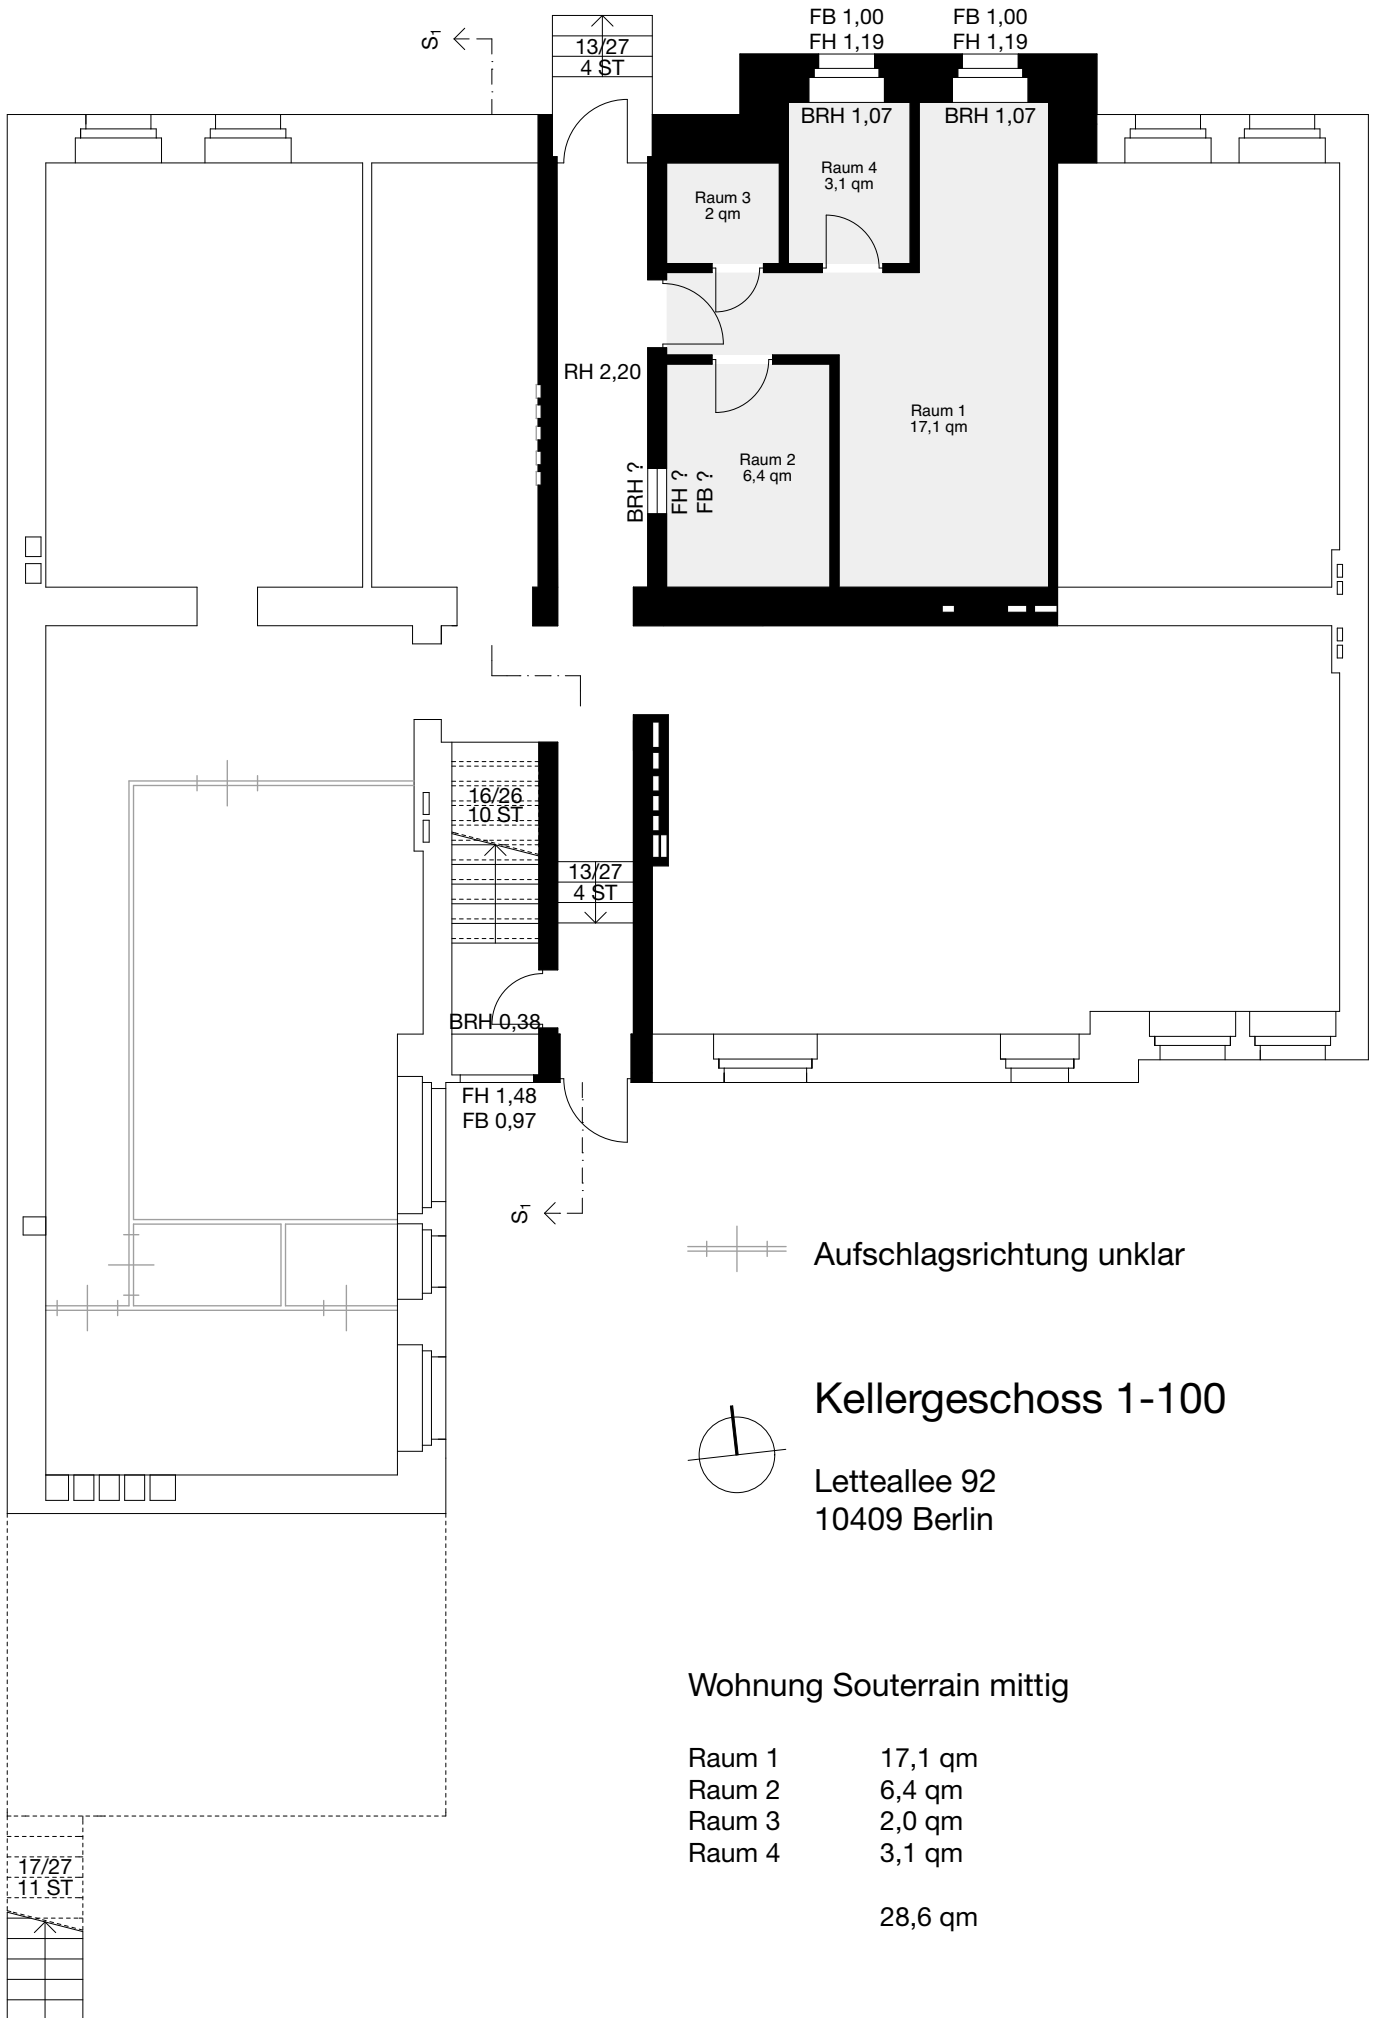 FB 1,00
FH 1,19
FB 1,00
FH 1,19
S1
13/27
4 ST
BRH 1,07
BRH 1,07
Raum 4
3,1 qm
Raum 3
2 qm
RH 2,20
Raum 1
17,1 qm
Raum 2
6,4 qm
BRH ?
FH ?
FB ?
16/26
10 ST
13/27
4 ST
BRH 0,38
FH 1,48
FB 0,97
S1
Aufschlagsrichtung unklar
Kellergeschoss 1-100
Letteallee 92
10409 Berlin
Wohnung Souterrain mittig
Raum 1 17,1 qm
Raum 2 6,4 qm
Raum 3 2,0 qm
Raum 4 3,1 qm
28,6 qm
17/27
11 ST